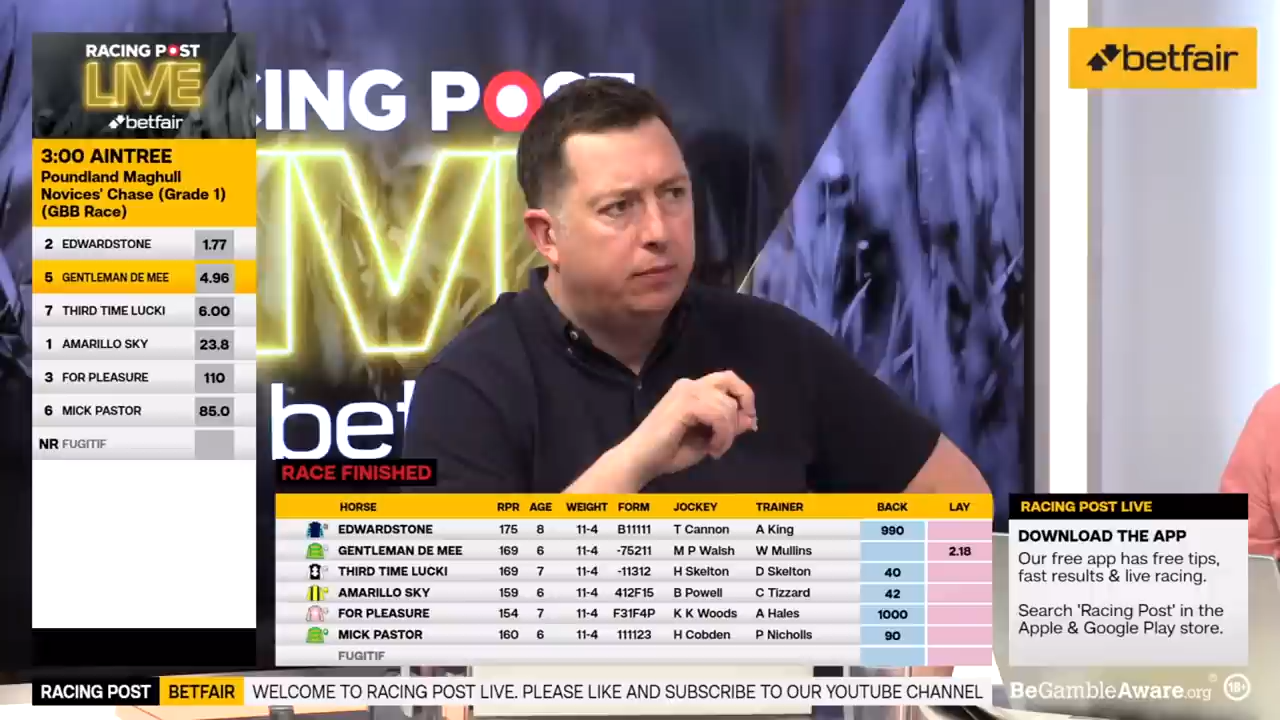 RACING POST
LIVE
betfair
3:00 AINTREE
Poundland Maghull
Novices' Chase (Grade 1)
(GBB Race)
2 EDWARDSTONE 1.77
5 GENTLEMAN DE MEE 4.96
7 THIRD TIME LUCKI 6.00
1 AMARILLO SKY 23.8
3 FOR PLEASURE 110
6 MICK PASTOR 85.0
NR FUGITIF
CING POST
IV
bet
betfair
RACE FINISHED
HORSE RPR AGE WEIGHT FORM JOCKEY TRAINER BACK LAY
EDWARDSTONE 175 8 11-4 B11111 T Cannon A King 990
GENTLEMAN DE MEE 169 6 11-4 -75211 M P Walsh W Mullins 2.18
THIRD TIME LUCKI 169 7 11-4 -11312 H Skelton D Skelton 40
AMARILLO SKY 159 6 11-4 412F15 B Powell C Tizzard 42
FOR PLEASURE 154 7 11-4 F31F4P K K Woods A Hales 1000
MICK PASTOR 160 6 11-4 111123 H Cobden P Nicholls 90
FUGITIF
RACING POST LIVE
DOWNLOAD THE APP
Our free app has free tips,
fast results & live racing.
Search 'Racing Post' in the
Apple & Google Play store.
RACING POST BETFAIR WELCOME TO RACING POST LIVE. PLEASE LIKE AND SUBSCRIBE TO OUR YOUTUBE CHANNEL
BeGambleAware.org® 18+